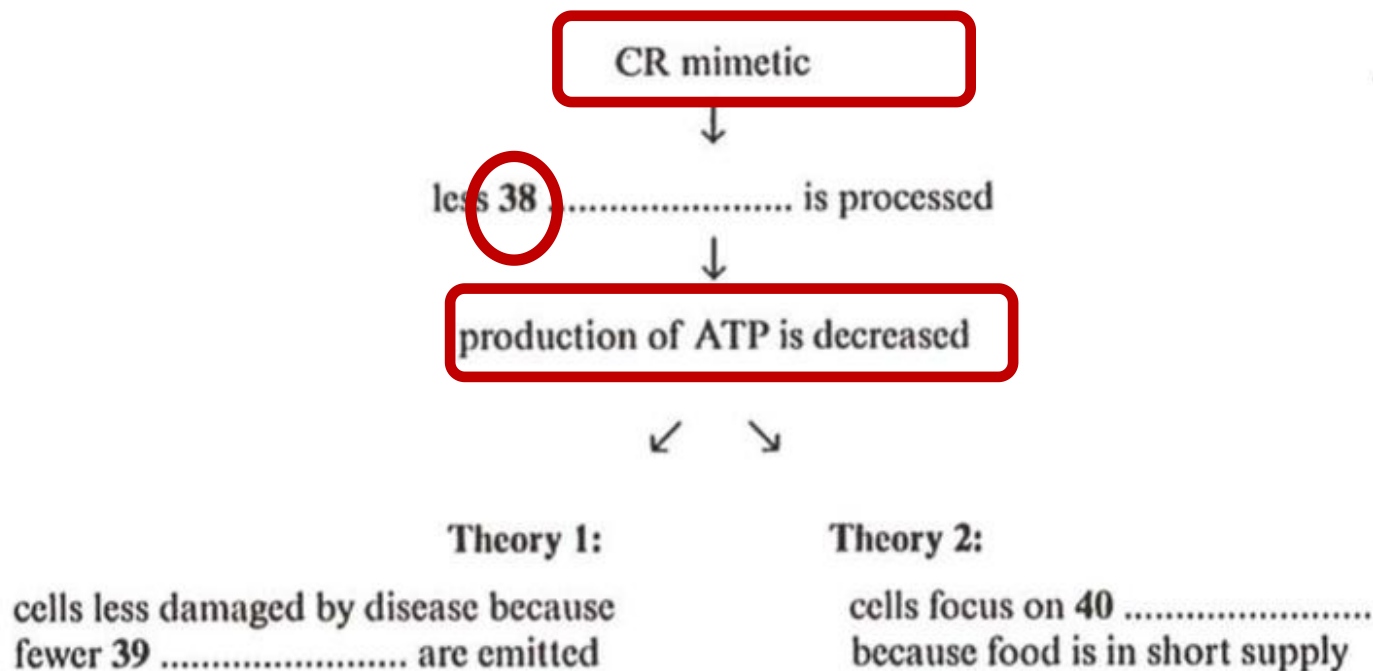 CR mimetic
↓
less 38 ........................ is processed
↓
production of ATP is decreased
↙ ↘
Theory 1:
cells less damaged by disease because
fewer 39 ........................ are emitted
Theory 2:
cells focus on 40 ........................
because food is in short supply